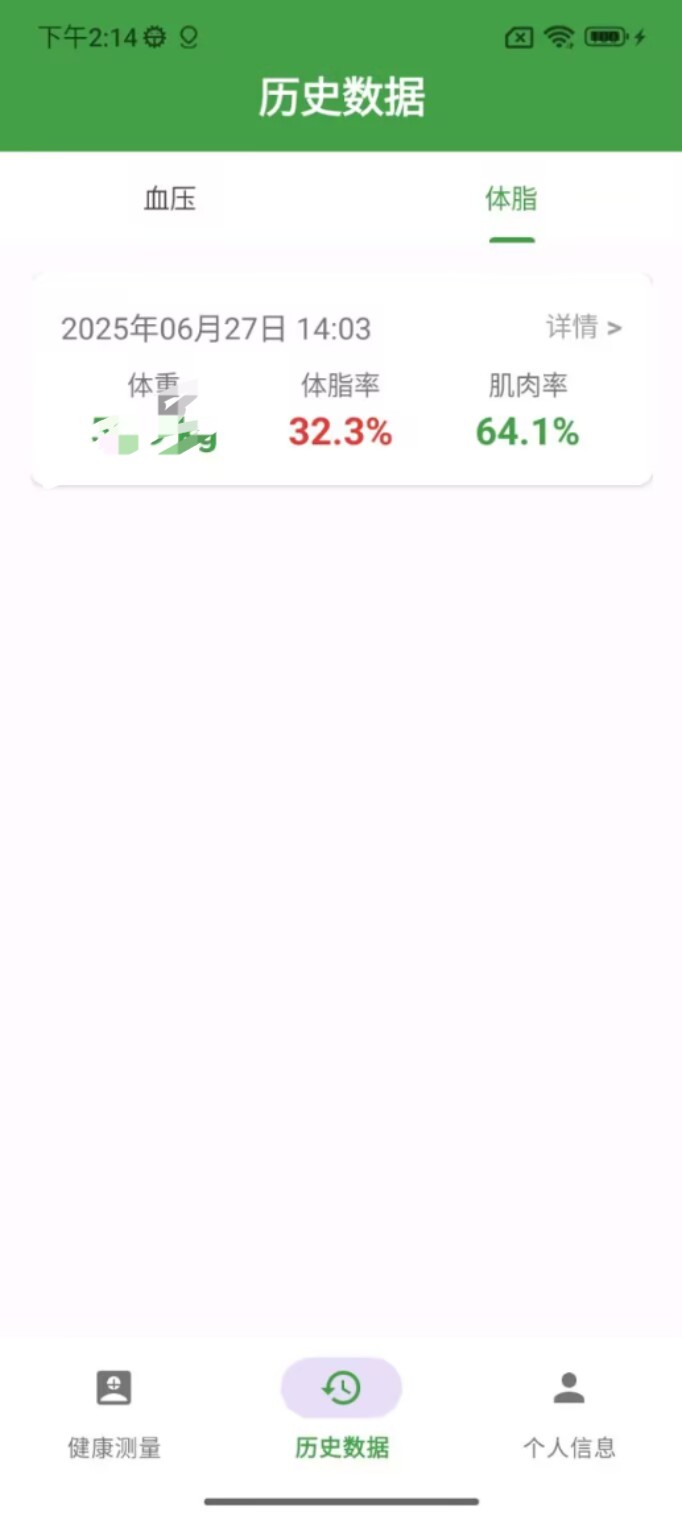 下午2:14
历史数据
血压 体脂
2025年06月27日 14:03 详情 >
体重 体脂率 肌肉率
32.3% 64.1%
健康测量 历史数据 个人信息